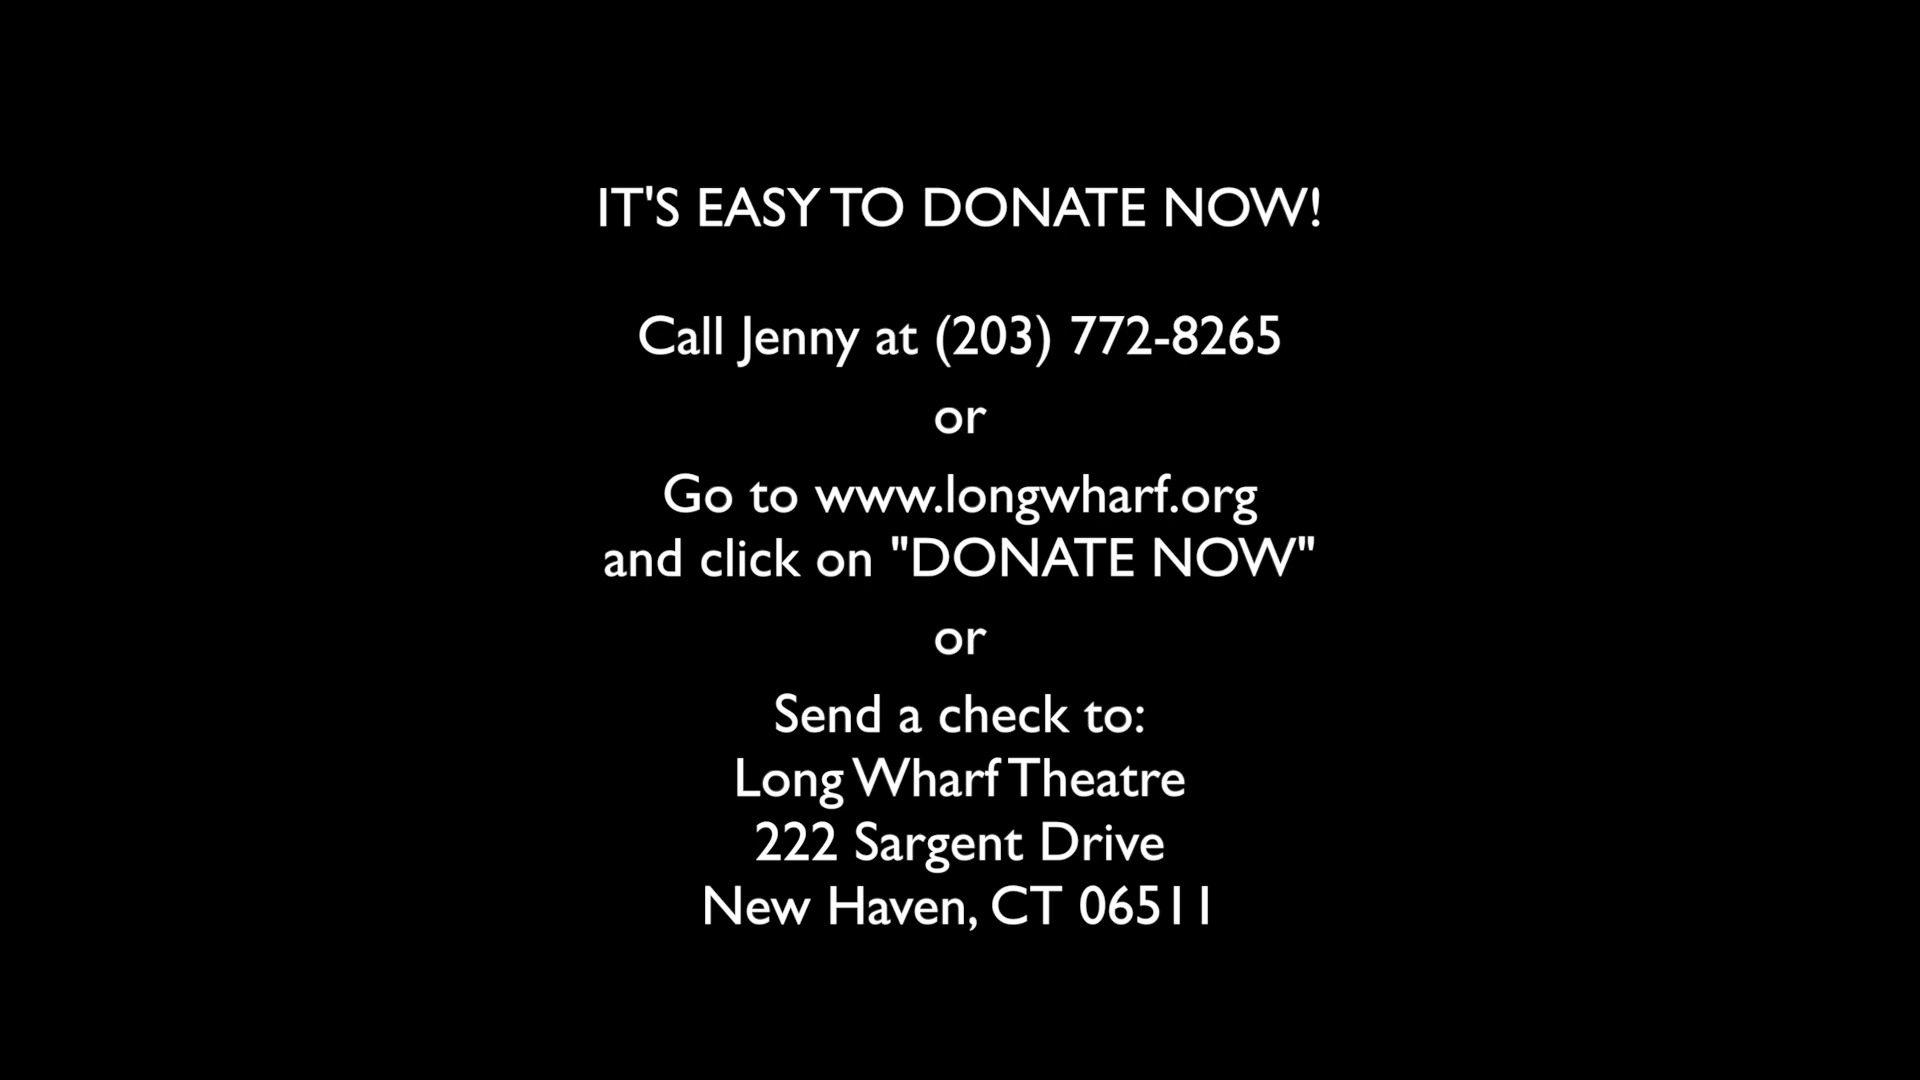 IT'S EASY TO DONATE NOW!
Call Jenny at (203) 772-8265
or
Go to www.longwharf.org
and click on "DONATE NOW"
or
Send a check to:
Long Wharf Theatre
222 Sargent Drive
New Haven, CT 06511